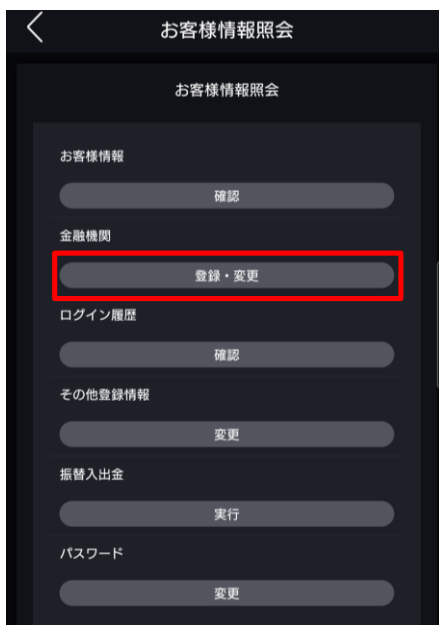 お客様情報照会
お客様情報照会
お客様情報
確認
金融機関
登録・変更
ログイン履歴
確認
その他登録情報
変更
振替入出金
実行
パスワード
変更